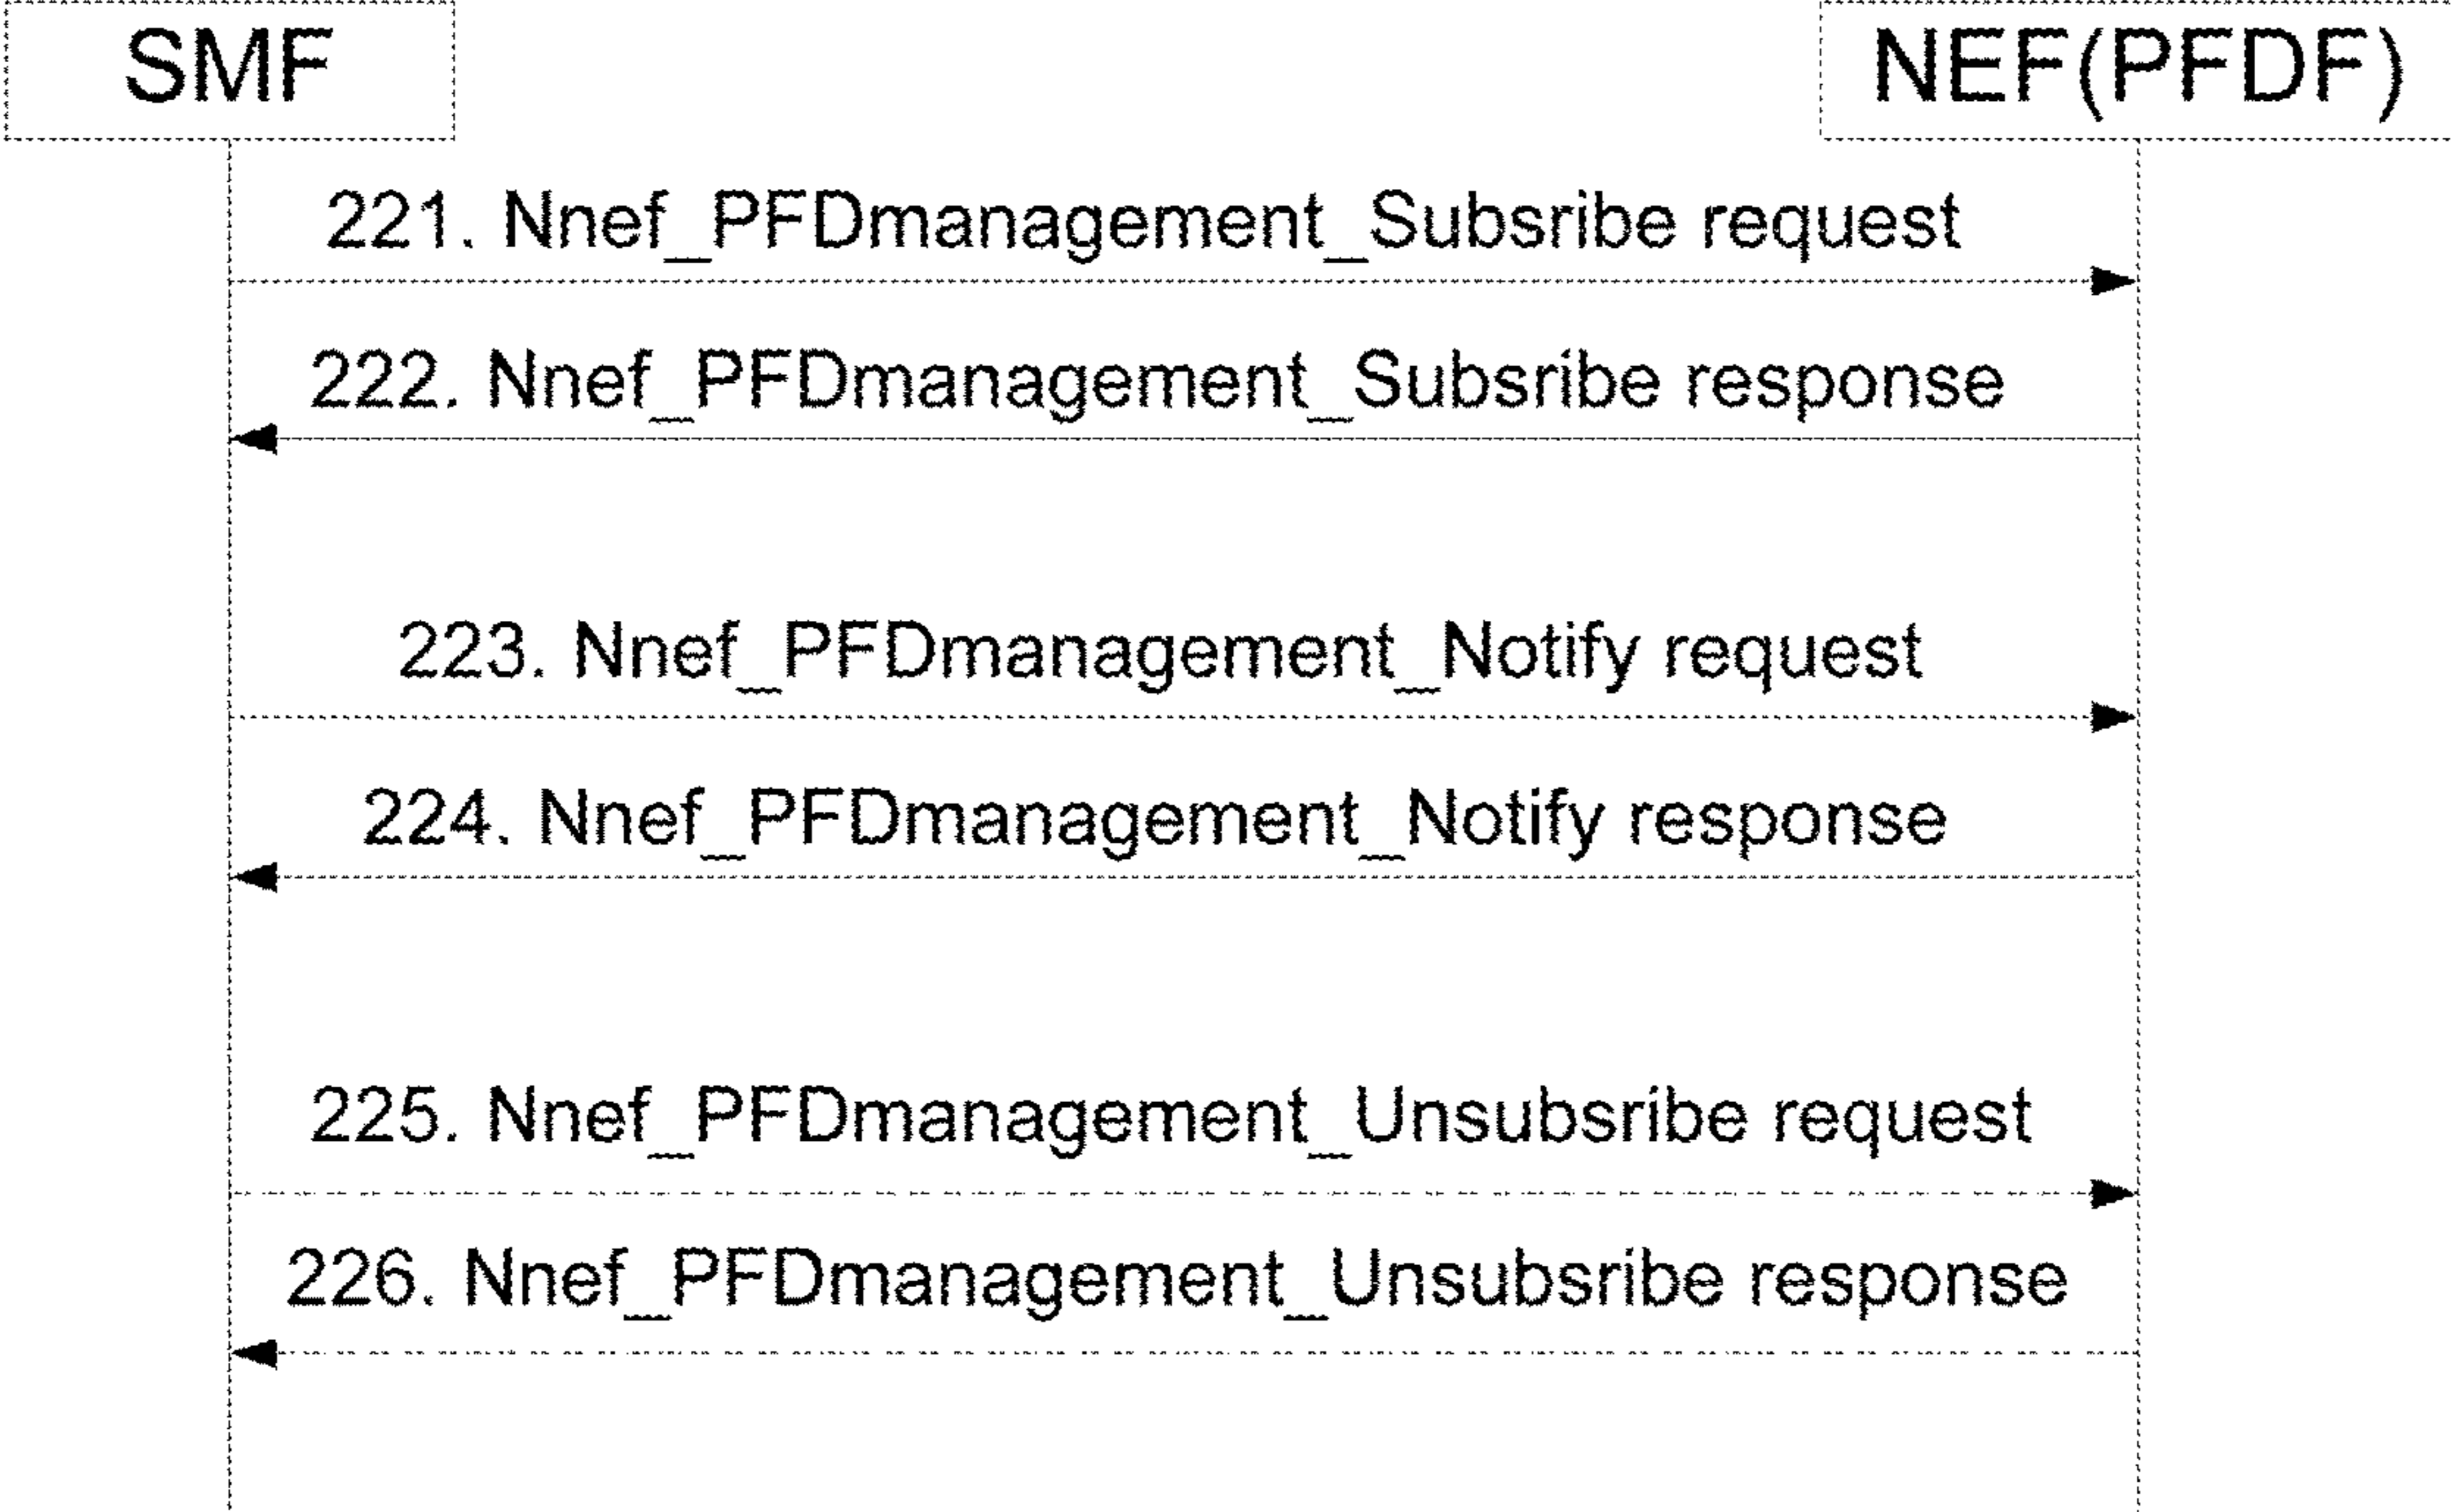 SMF
NEF(PFDF)
221. Nnef_PFDmanagement_Subsribe request
222. Nnef_PFDmanagement_Subsribe response
223. Nnef_PFDmanagement_Notify request
224. Nnef_PFDmanagement_Notify response
225. Nnef_PFDmanagement_Unsubsribe request
226. Nnef_PFDmanagement_Unsubsribe response